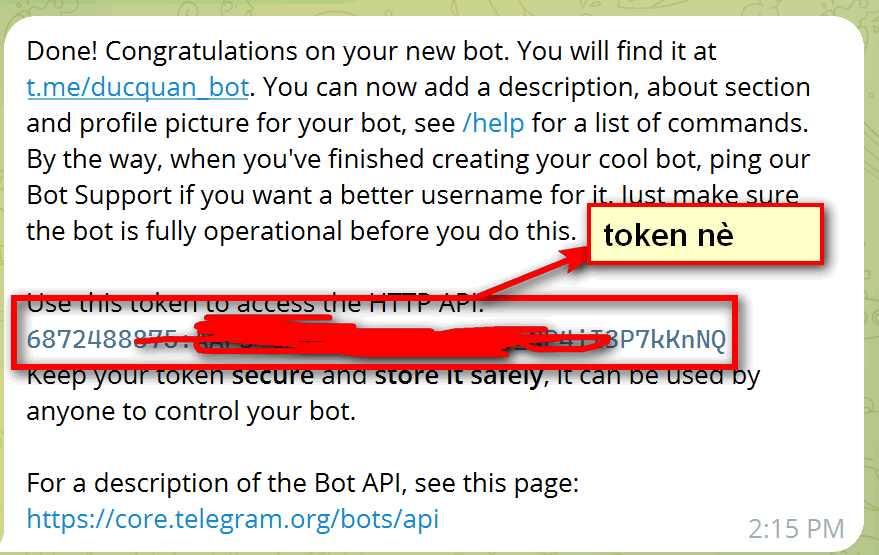 Done! Congratulations on your new bot. You will find it at
t.me/ducquan_bot. You can now add a description, about section
and profile picture for your bot, see /help for a list of commands.
By the way, when you've finished creating your cool bot, ping our
Bot Support if you want a better username for it. Just make sure
the bot is fully operational before you do this.
token nè
Use this token to access the HTTP API:
Keep your token secure and store it safely, it can be used by
anyone to control your bot.
For a description of the Bot API, see this page:
https://core.telegram.org/bots/api
2:15 PM